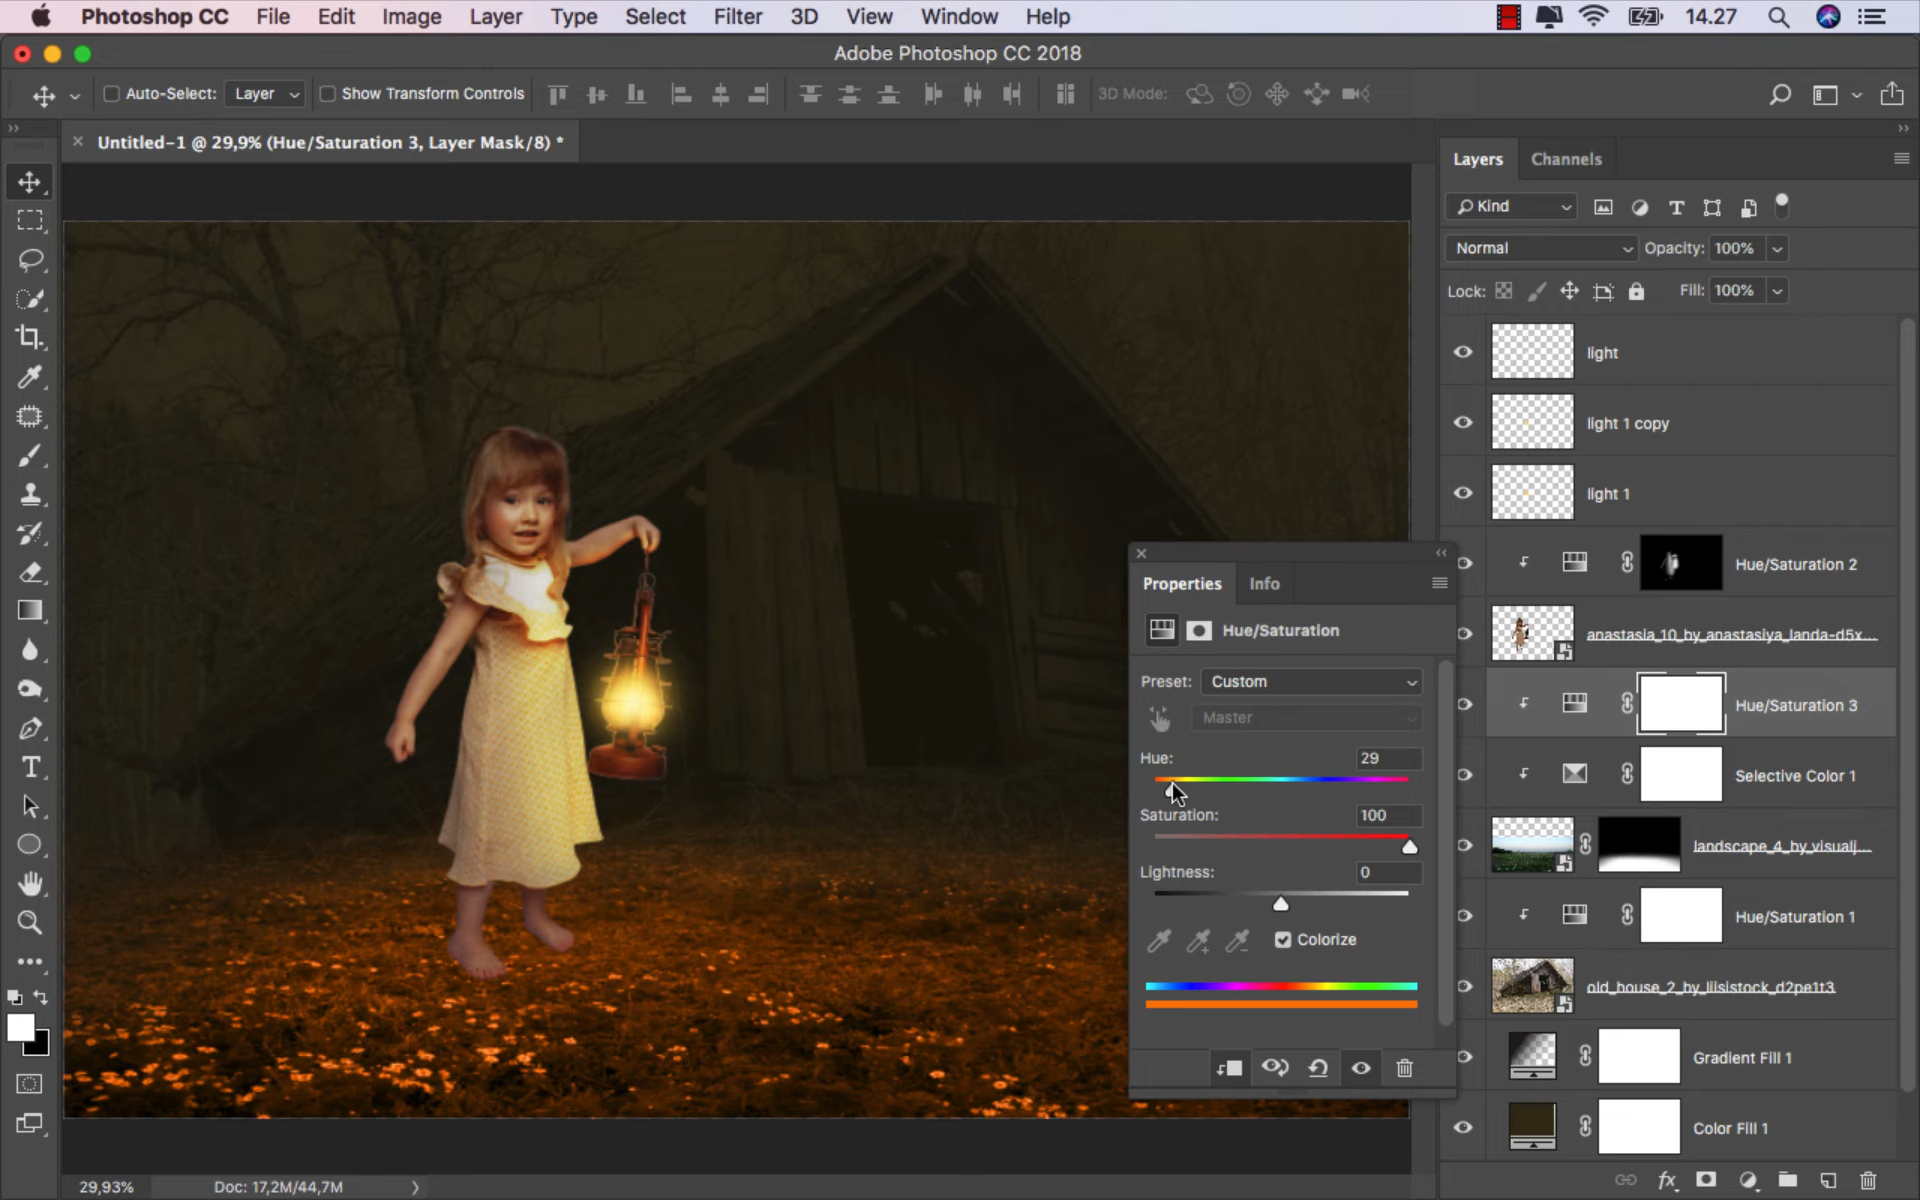 Photoshop CC File Edit Image Layer Type Select Filter 3D View Window Help 14.27
Adobe Photoshop CC 2018
Auto-Select: Layer Show Transform Controls 3D Mode:
Untitled-1 @ 29,9% (Hue/Saturation 3, Layer Mask/8) *
Layers Channels
Kind
Normal Opacity: 100%
Lock: Fill: 100%
light
light 1 copy
light 1
Hue/Saturation 2
anastasia_10_by_anastasiya_landa-d5x...
Hue/Saturation 3
Selective Color 1
landscape_4_by_visualj...
Hue/Saturation 1
old_house_2_by_liisistock_d2pe1t3
Gradient Fill 1
Color Fill 1
Properties Info
Hue/Saturation
Preset: Custom
Master
Hue: 29
Saturation: 100
Lightness: 0
Colorize
29,93% Doc: 17,2M/44,7M